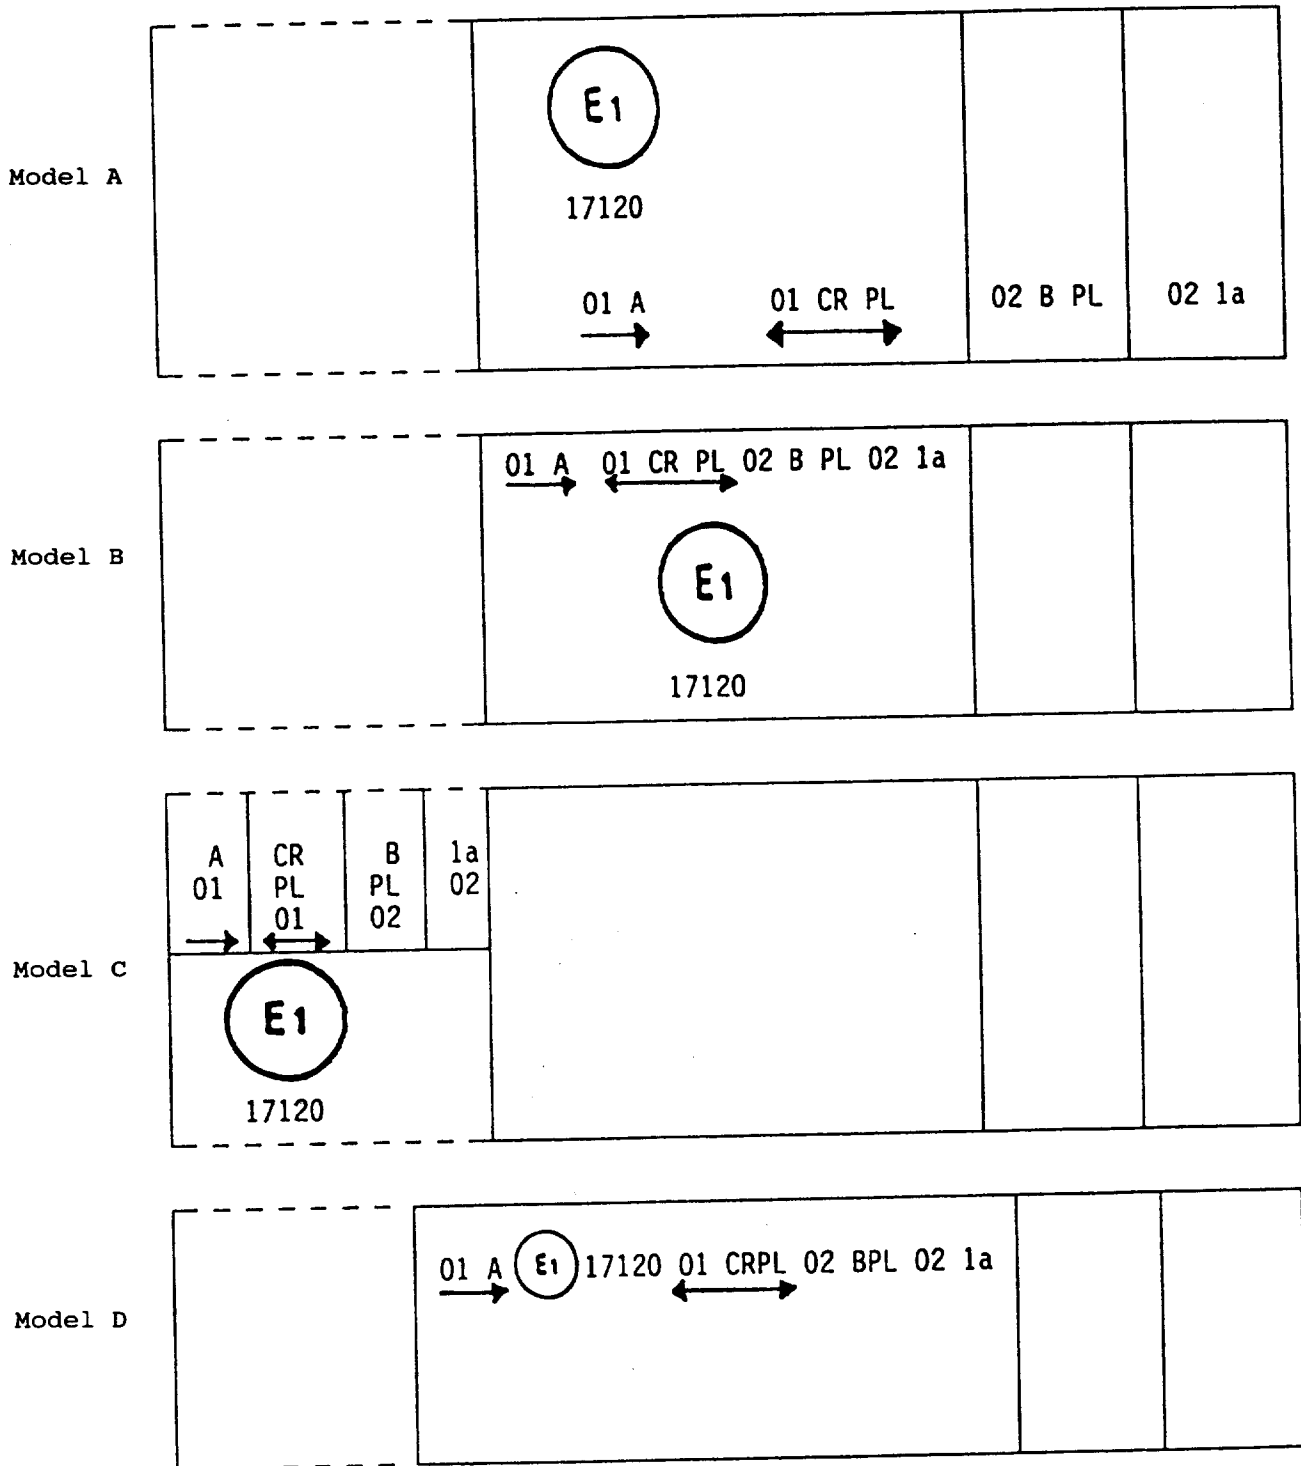 Model A
E1
17120
01 A 01 CR PL 02 B PL 02 1a
Model B
01 A 01 CR PL 02 B PL 02 1a
E1
17120
Model C
A CR B 1a
01 PL PL 02
01 02
E1
17120
Model D
01 A E1 17120 01 CRPL 02 BPL 02 1a